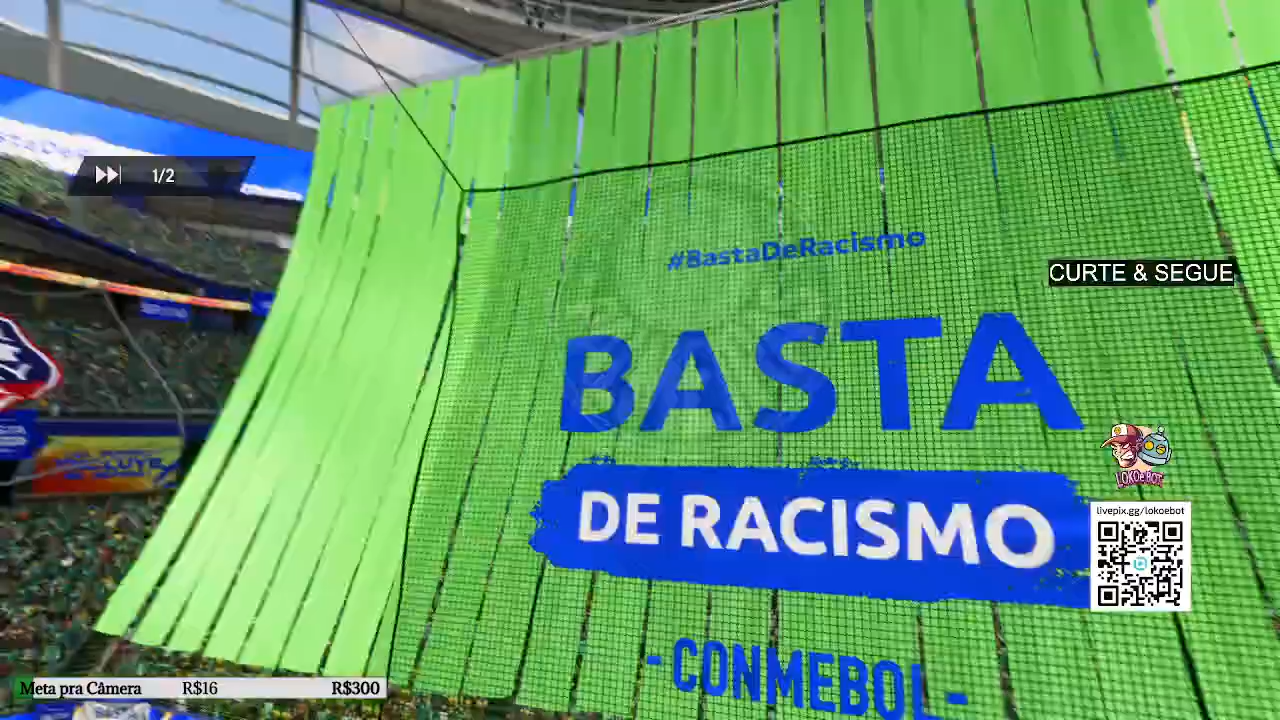 1/2
#BastaDeRacismo
CURTE & SEGUE
BASTA
DE RACISMO
LOKOeBOT
livepix.gg/lokoebot
-CONMEBOL-
Meta pra Câmera R$16 R$300